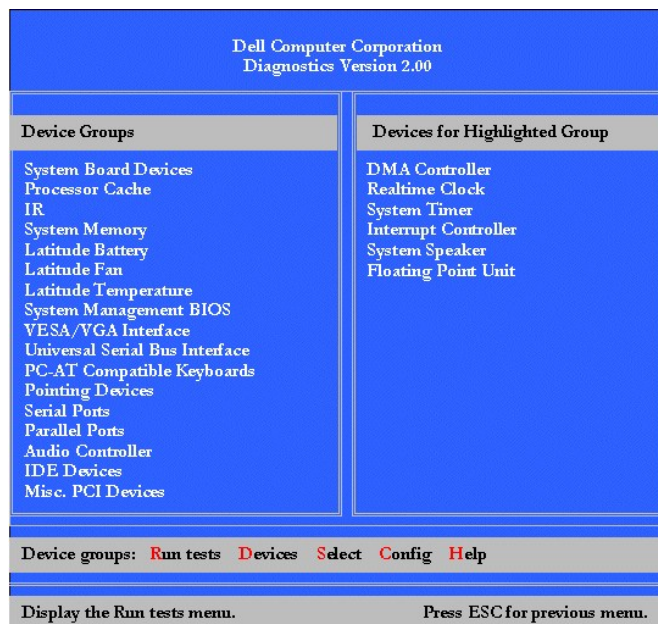 Dell Computer Corporation
Diagnostics Version 2.00
Device Groups
System Board Devices
Processor Cache
IR
System Memory
Latitude Battery
Latitude Fan
Latitude Temperature
System Management BIOS
VESA/VGA Interface
Universal Serial Bus Interface
PC-AT Compatible Keyboards
Pointing Devices
Serial Ports
Parallel Ports
Audio Controller
IDE Devices
Misc. PCI Devices
Devices for Highlighted Group
DMA Controller
Realtime Clock
System Timer
Interrupt Controller
System Speaker
Floating Point Unit
Device groups: Run tests Devices Select Config Help
Display the Run tests menu. Press ESC for previous menu.